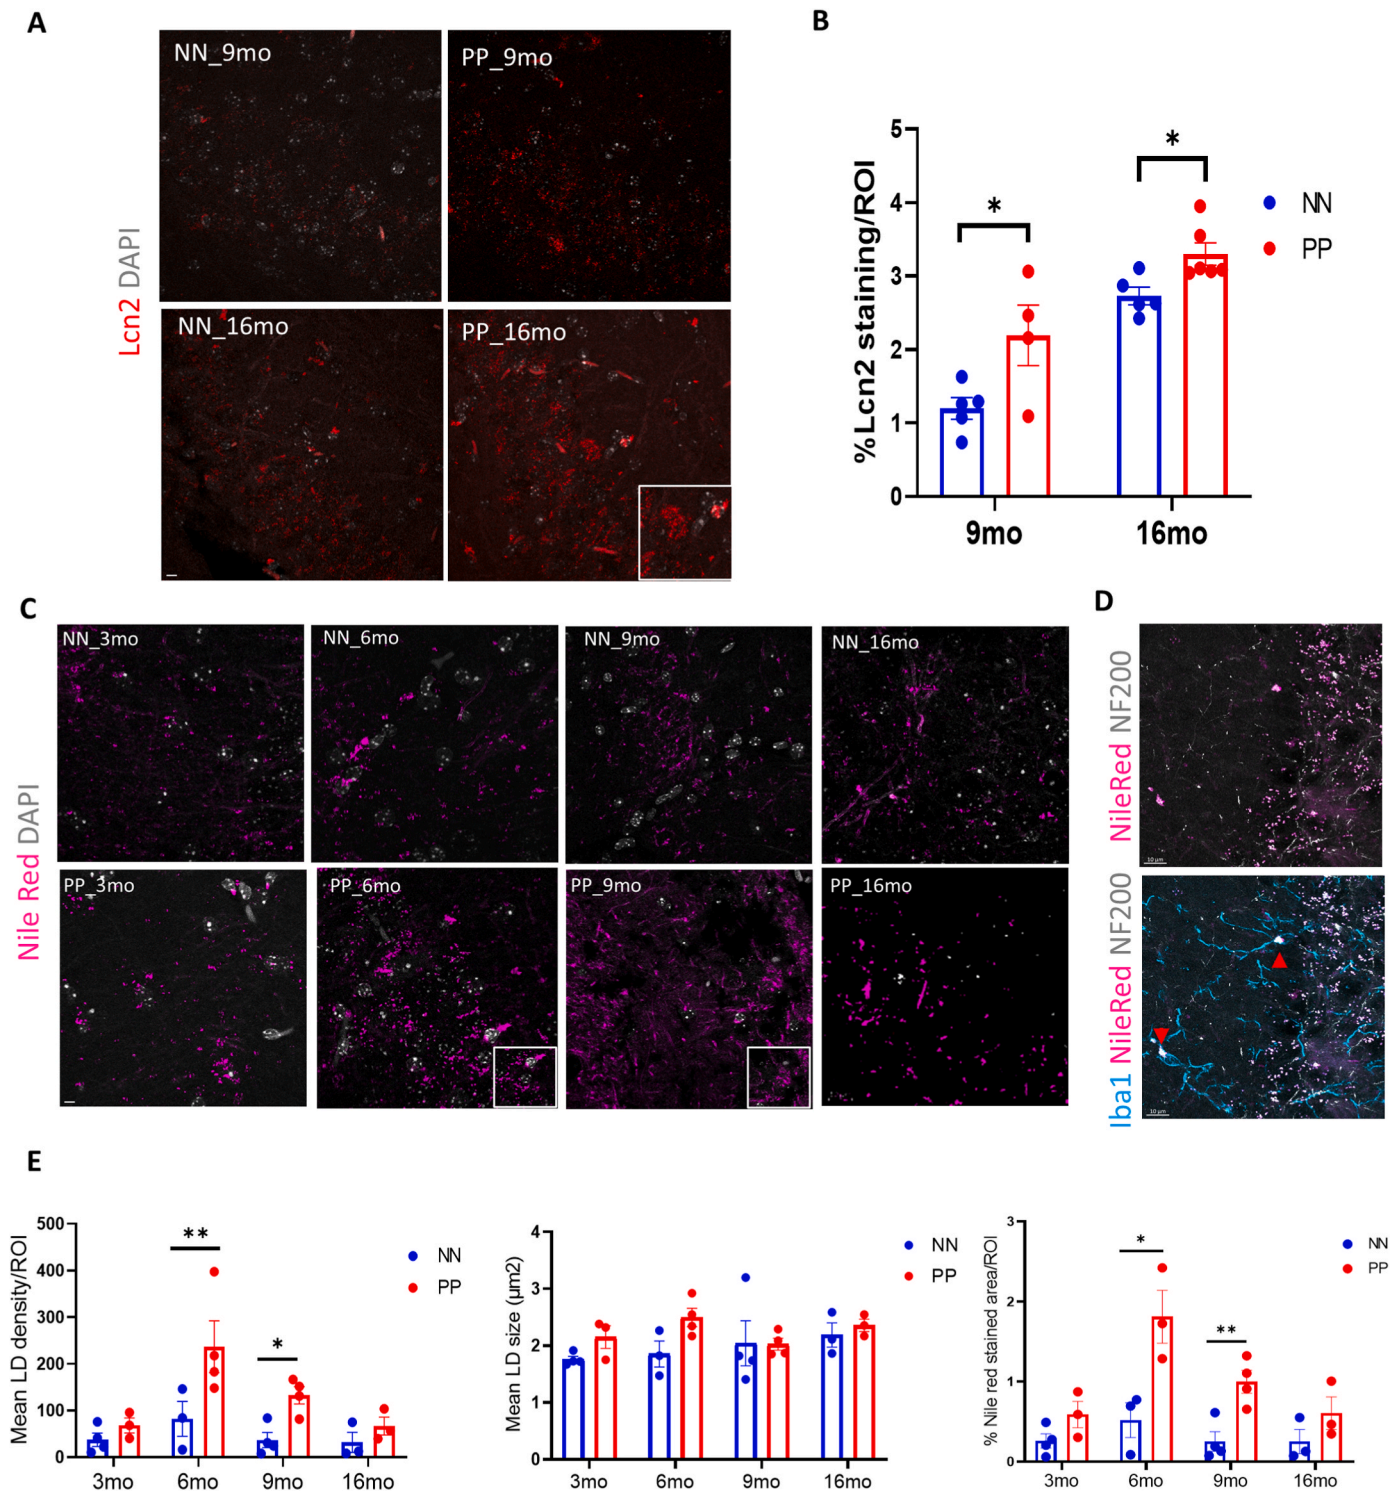 A
NN_9mo
PP_9mo
NN_16mo
PP_16mo
Lcn2 DAPI
B
%Lcn2 staining/ROI
5
4
3
2
1
0
*
*
NN
PP
9mo
16mo
C
NN_3mo
NN_6mo
NN_9mo
NN_16mo
PP_3mo
PP_6mo
PP_9mo
PP_16mo
Nile Red DAPI
D
NileRed NF200
10 µm
Iba1 NileRed NF200
10 µm
E
Mean LD density/ROI
500
400
300
200
100
0
**
*
NN
PP
3mo
6mo
9mo
16mo
Mean LD size (µm2)
4
3
2
1
0
NN
PP
3mo
6mo
9mo
16mo
% Nile red stained area/ROI
3
2
1
0
*
**
NN
PP
3mo
6mo
9mo
16mo